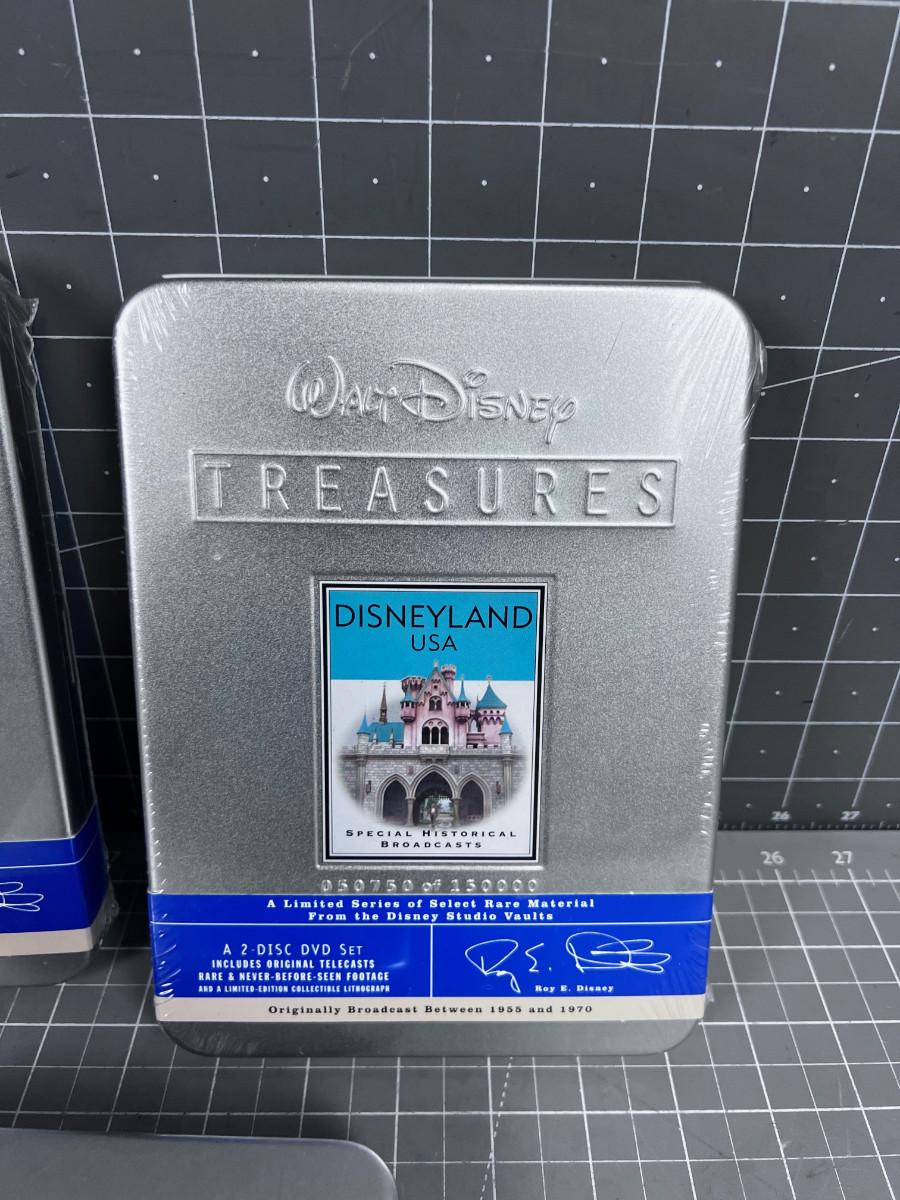 Walt Disney
TREASURES
DISNEYLAND
USA
SPECIAL HISTORICAL
BROADCASTS
050750 of 150000
A Limited Series of Select Rare Material
From the Disney Studio Vaults
A 2-DISC DVD SET
INCLUDES ORIGINAL TELECASTS
RARE & NEVER-BEFORE-SEEN FOOTAGE
AND A LIMITED-EDITION COLLECTIBLE LITHOGRAPH
Roy E. Disney
Roy E. Disney
Originally Broadcast Between 1955 and 1970
26 27
26 27